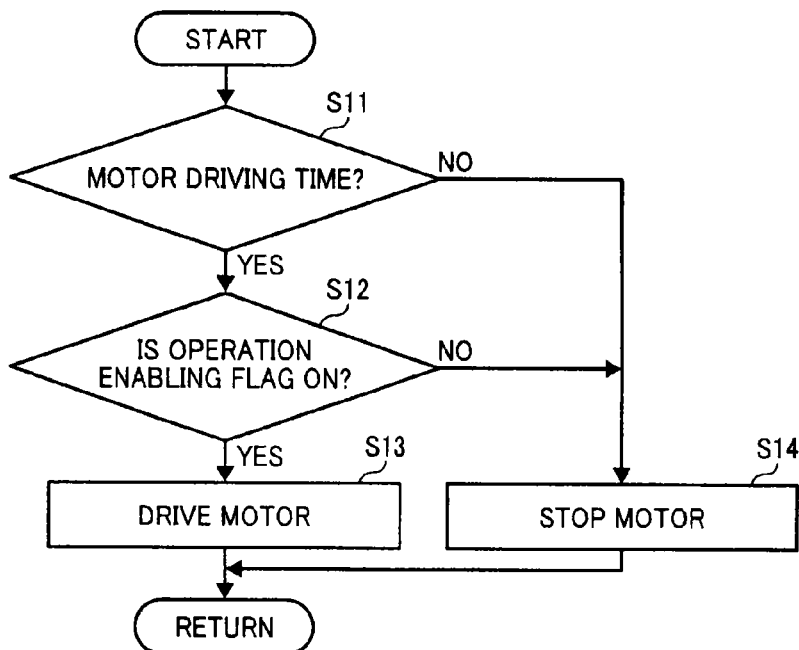 START
S11
MOTOR DRIVING TIME?
NO
YES
S12
IS OPERATION
ENABLING FLAG ON?
NO
YES
S13
DRIVE MOTOR
S14
STOP MOTOR
RETURN